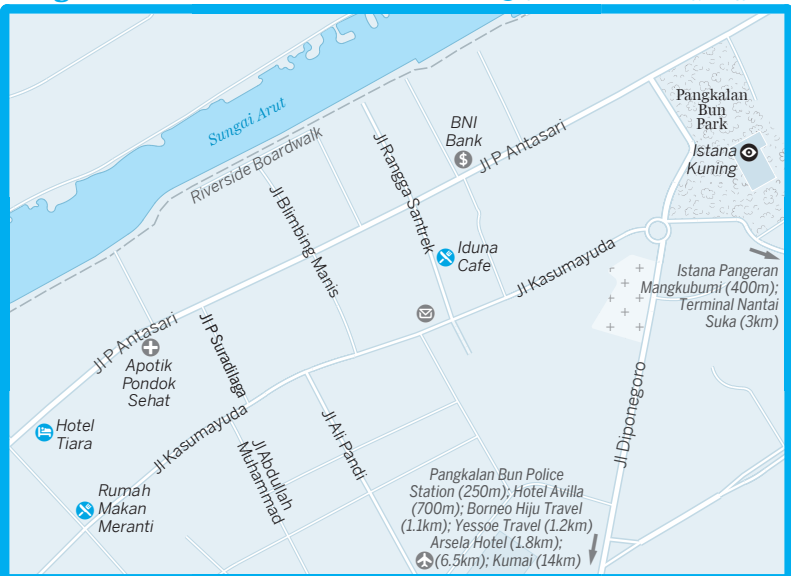 Sungai Arut
Riverside Boardwalk
Pangkalan
Bun
Park
Istana
Kuning
BNI
Bank
$
Jl P Antasari
Jl Rangga Santrek
Jl Blimbing Manis
Iduna
Cafe
Jl Kasumayuda
Istana Pangeran
Mangkubumi (400m);
Terminal Nantai
Suka (3km)
Jl P Antasari
Jl P Suradilaga
Apotik
Pondok
Sehat
Hotel
Tiara
Jl Kasumayuda
Jl Ali Pandi
Jl Abdullah
Muhammad
Jl Diponegoro
Rumah
Makan
Meranti
Pangkalan Bun Police
Station (250m); Hotel Avilla
(700m); Borneo Hiju Travel
(1.1km); Yessoe Travel (1.2km)
Arsela Hotel (1.8km);
(6.5km); Kumai (14km)